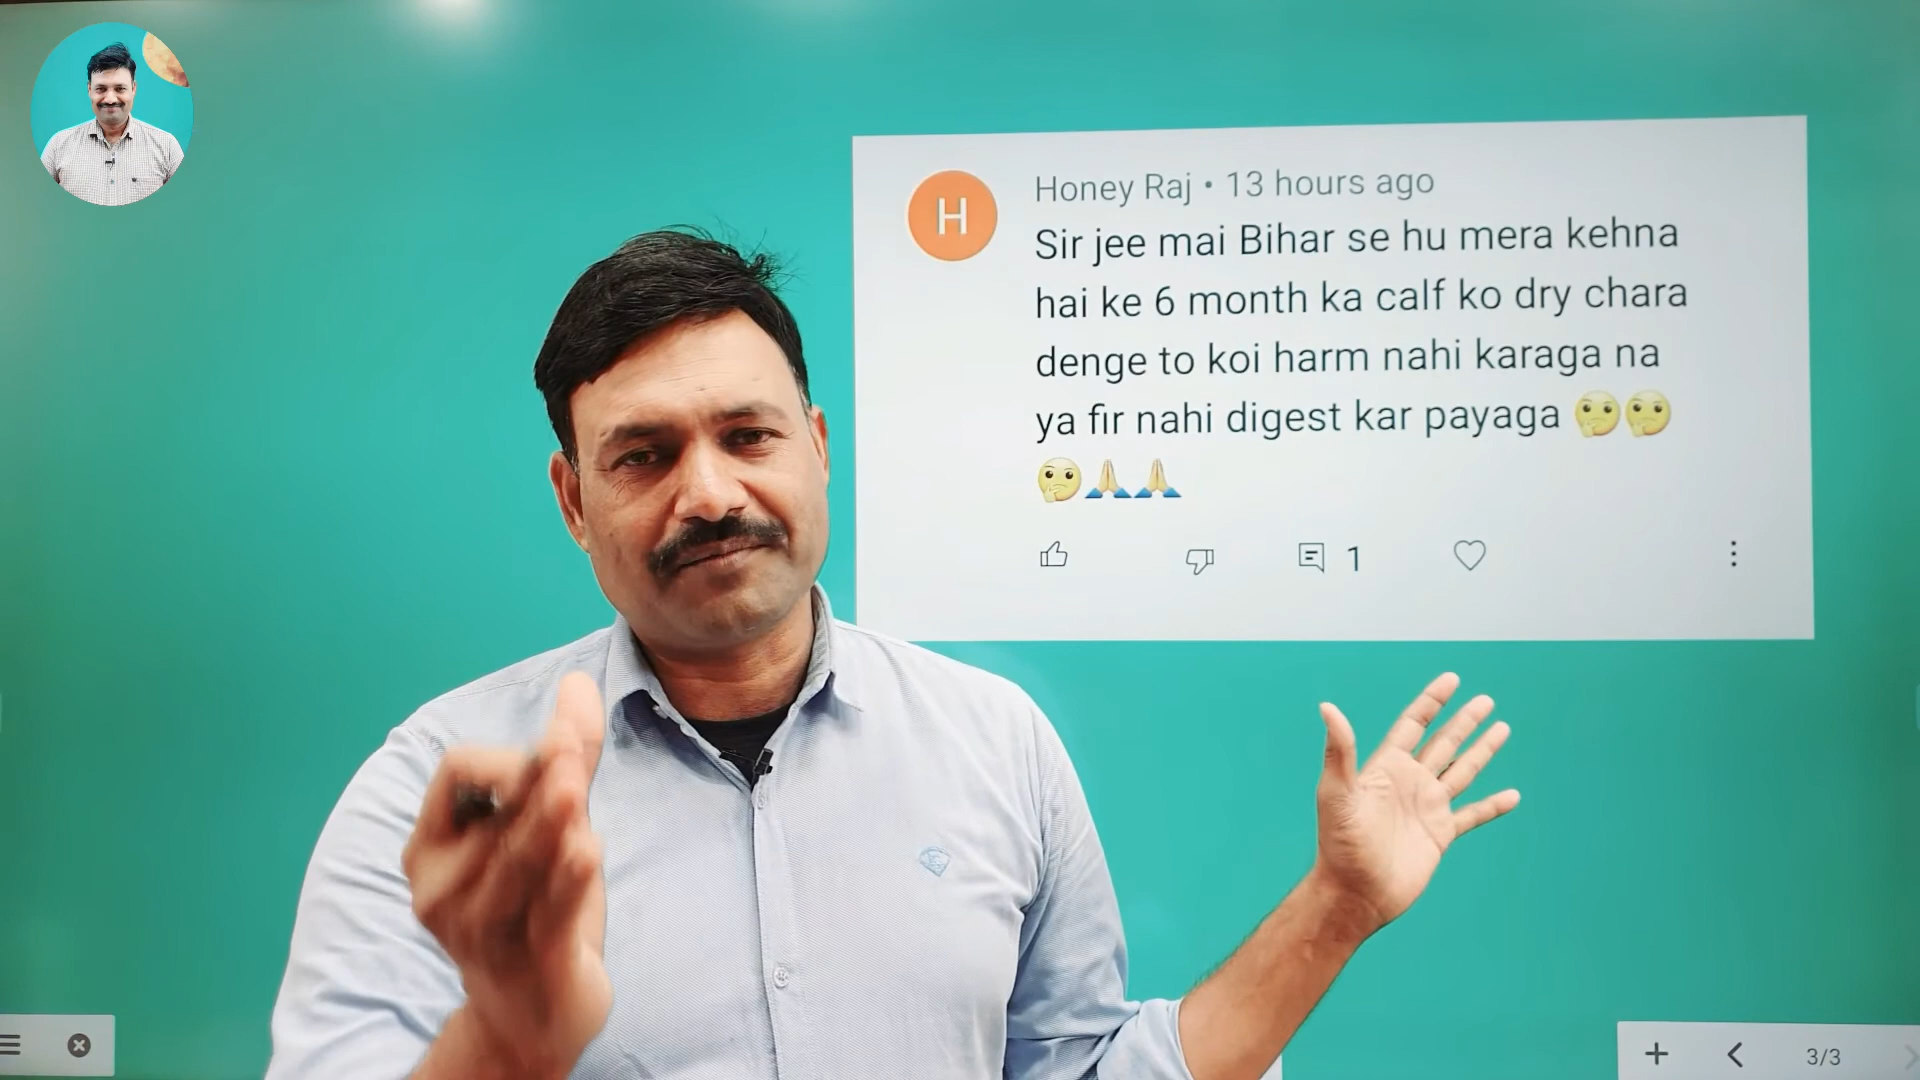 H
Honey Raj • 13 hours ago
Sir jee mai Bihar se hu mera kehna
hai ke 6 month ka calf ko dry chara
denge to koi harm nahi karaga na
ya fir nahi digest kar payaga 🤔🤔
🤔🙏🙏
1
3/3